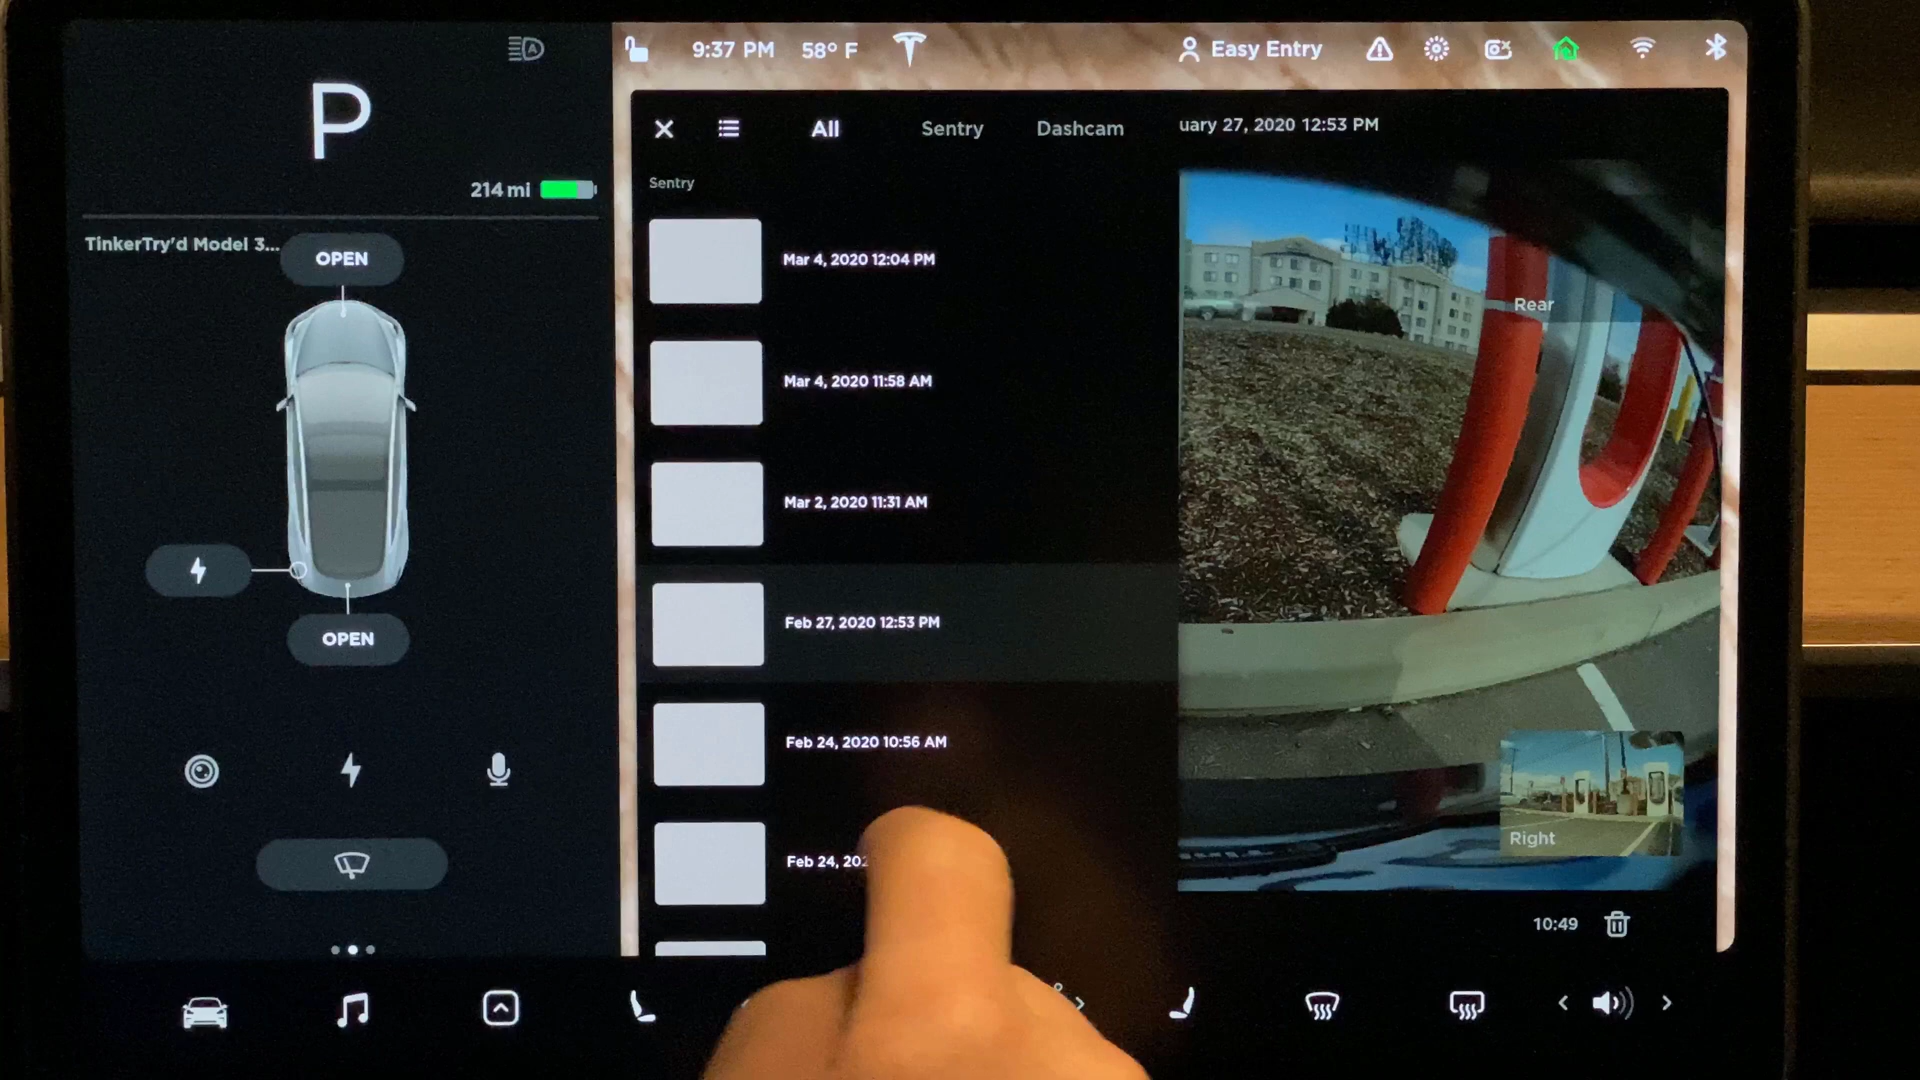 P
214 mi
TinkerTry'd Model 3...
OPEN
OPEN
9:37 PM 58° F Easy Entry
All Sentry Dashcam
uary 27, 2020 12:53 PM
Sentry
Mar 4, 2020 12:04 PM
Mar 4, 2020 11:58 AM
Mar 2, 2020 11:31 AM
Feb 27, 2020 12:53 PM
Feb 24, 2020 10:56 AM
Feb 24, 202
Rear
Right
10:49